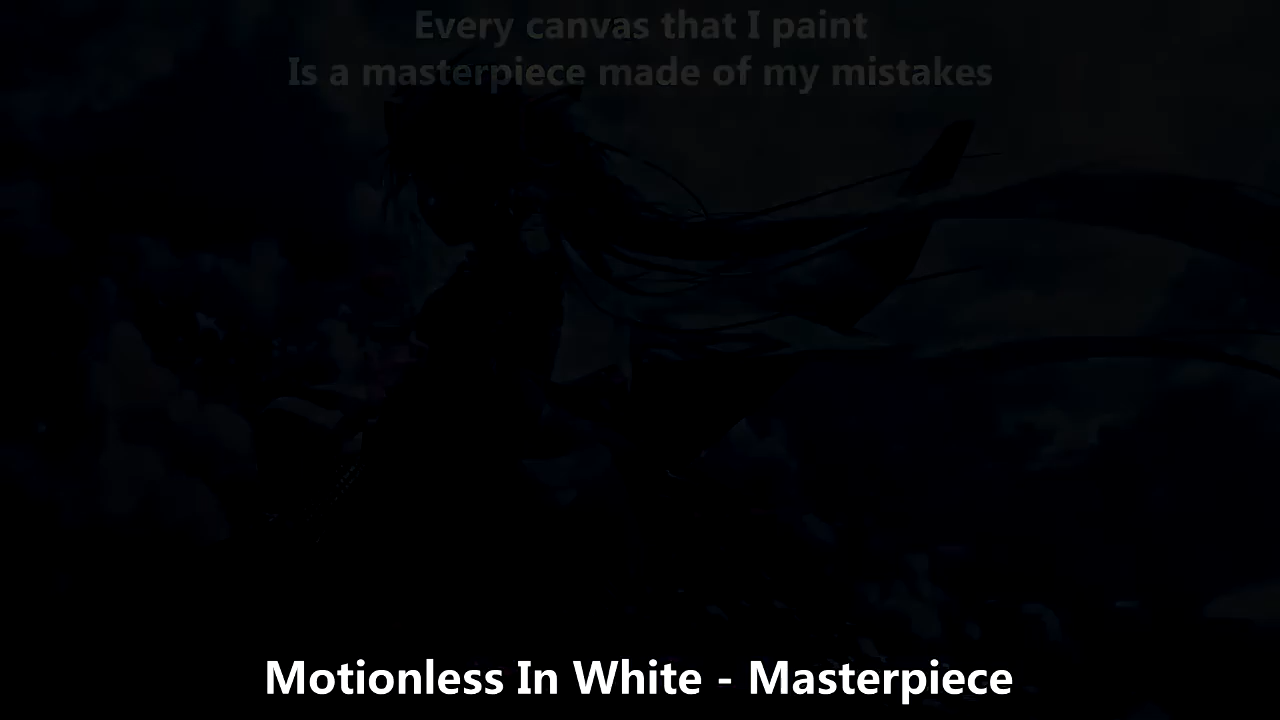 Every canvas that I paint
Is a masterpiece made of my mistakes
Motionless In White - Masterpiece